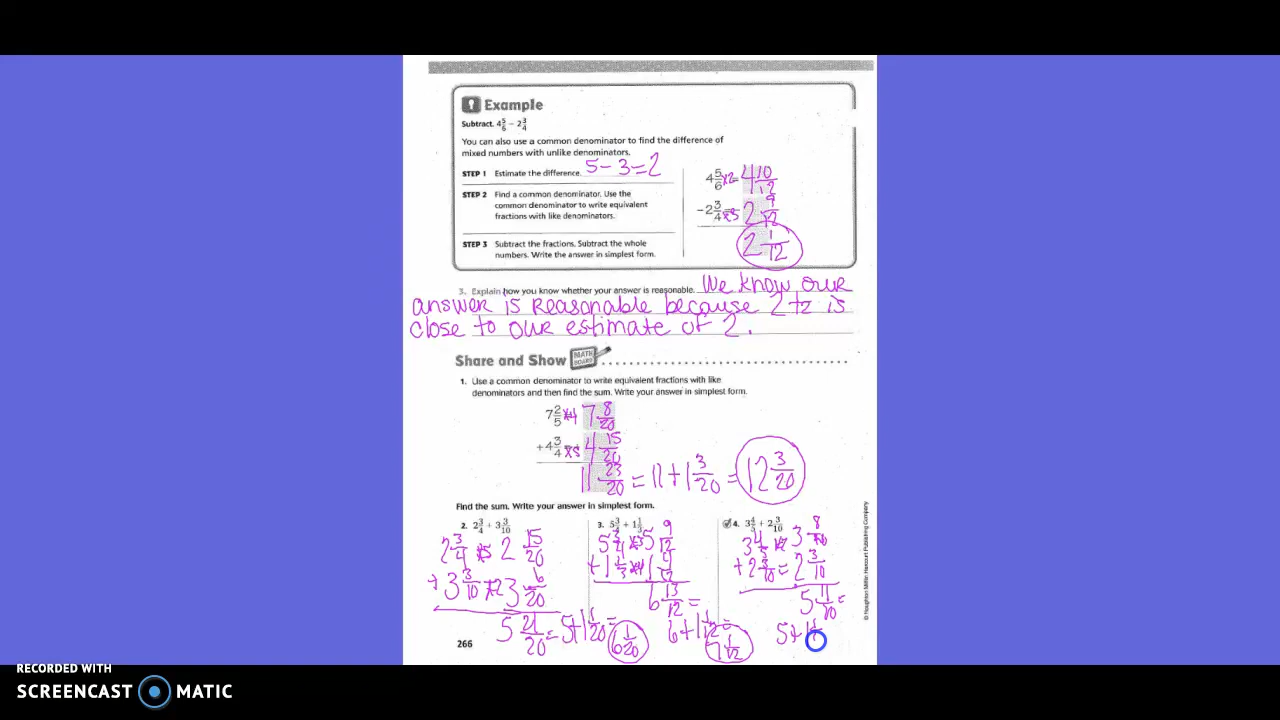 Example
Subtract. 4 5/6 − 2 3/4
You can also use a common denominator to find the difference of
mixed numbers with unlike denominators.
STEP 1 Estimate the difference. 5 − 3 = 2
STEP 2 Find a common denominator. Use the
common denominator to write equivalent
fractions with like denominators.
STEP 3 Subtract the fractions. Subtract the whole
numbers. Write the answer in simplest form.
4 5/6 ×2 = 4 10/12
− 2 3/4 ×3 2 9/12
2 1/12
3. Explain how you know whether your answer is reasonable. We know our
answer is reasonable because 2 1/12 is
close to our estimate of 2.
Share and Show MATH BOARD
1. Use a common denominator to write equivalent fractions with like
denominators and then find the sum. Write your answer in simplest form.
7 2/5 ×4 7 8/20
+ 4 3/4 ×5 4 15/20
11 23/20 = 11 + 1 3/20 = 12 3/20
Find the sum. Write your answer in simplest form.
2. 2 3/4 + 3 3/10
2 3/4 ×5 2 15/20
+ 3 3/10 ×2 3 6/20
5 21/20 = 5 + 1 1/20 =
6 1/20
3. 5 3/4 + 1 1/3
5 3/4 ×3 5 9/12
+ 1 1/3 ×4 1 4/12
6 13/12 =
6 + 1 1/12 =
7 1/12
4. 3 4/5 + 2 3/10
3 4/5 ×2 3 8/10
+ 2 3/10 = 2 3/10
5 11/10 =
5 + 1
266
© Houghton Mifflin Harcourt Publishing Company
RECORDED WITH
SCREENCAST MATIC